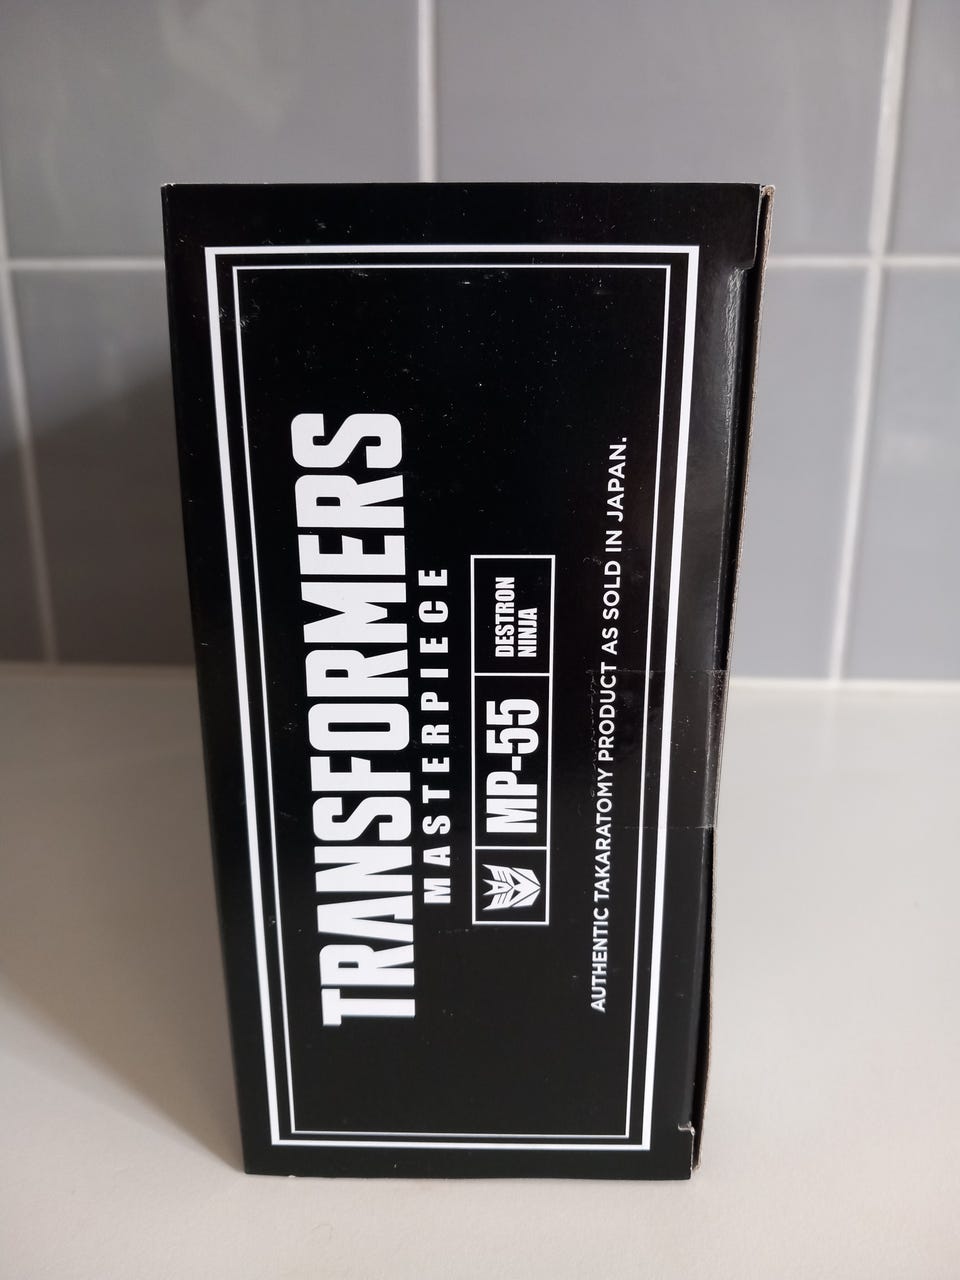 TRANSFORMERS
MASTERPIECE
MP-55
DESTRON
NINJA
AUTHENTIC TAKARATOMY PRODUCT AS SOLD IN JAPAN.